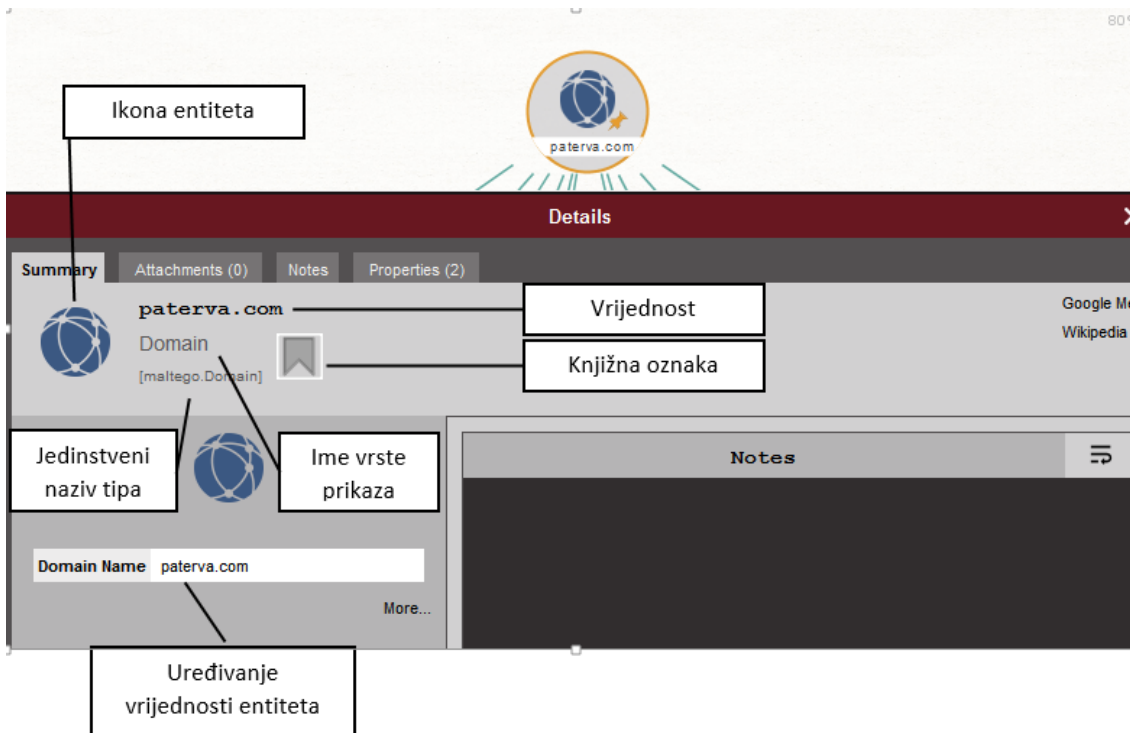 80%
Ikona entiteta
paterva.com
Details
Summary Attachments (0) Notes Properties (2)
paterva.com
Vrijednost
Google
Domain
Wikipedia
Knjižna oznaka
[maltego.Domain]
Jedinstveni
naziv tipa
Ime vrste
prikaza
Notes
Domain Name paterva.com
More...
Uređivanje
vrijednosti entiteta